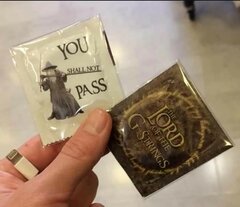 YOU
SHALL NOT
PASS
THE
LORD
OF THE
G-STRINGS